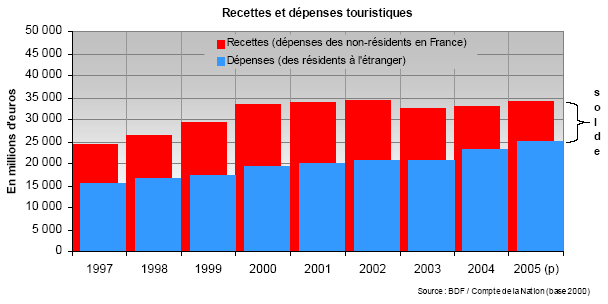 Recettes et dépenses touristiques
En millions d'euros
50 000
45 000
40 000
35 000
30 000
25 000
20 000
15 000
10 000
5 000
0
Recettes (dépenses des non-résidents en France)
Dépenses (des résidents à l'étranger)
solde
1997 1998 1999 2000 2001 2002 2003 2004 2005 (p)
Source : BDF / Compte de la Nation (base 2000)